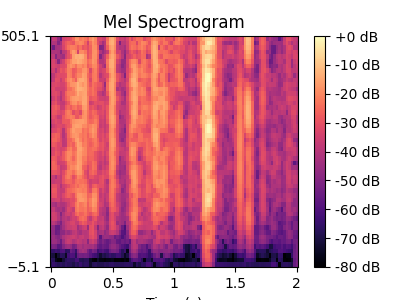 Mel Spectrogram
505.1
-5.1
0
0.5
1
1.5
2
+0 dB
-10 dB
-20 dB
-30 dB
-40 dB
-50 dB
-60 dB
-70 dB
-80 dB